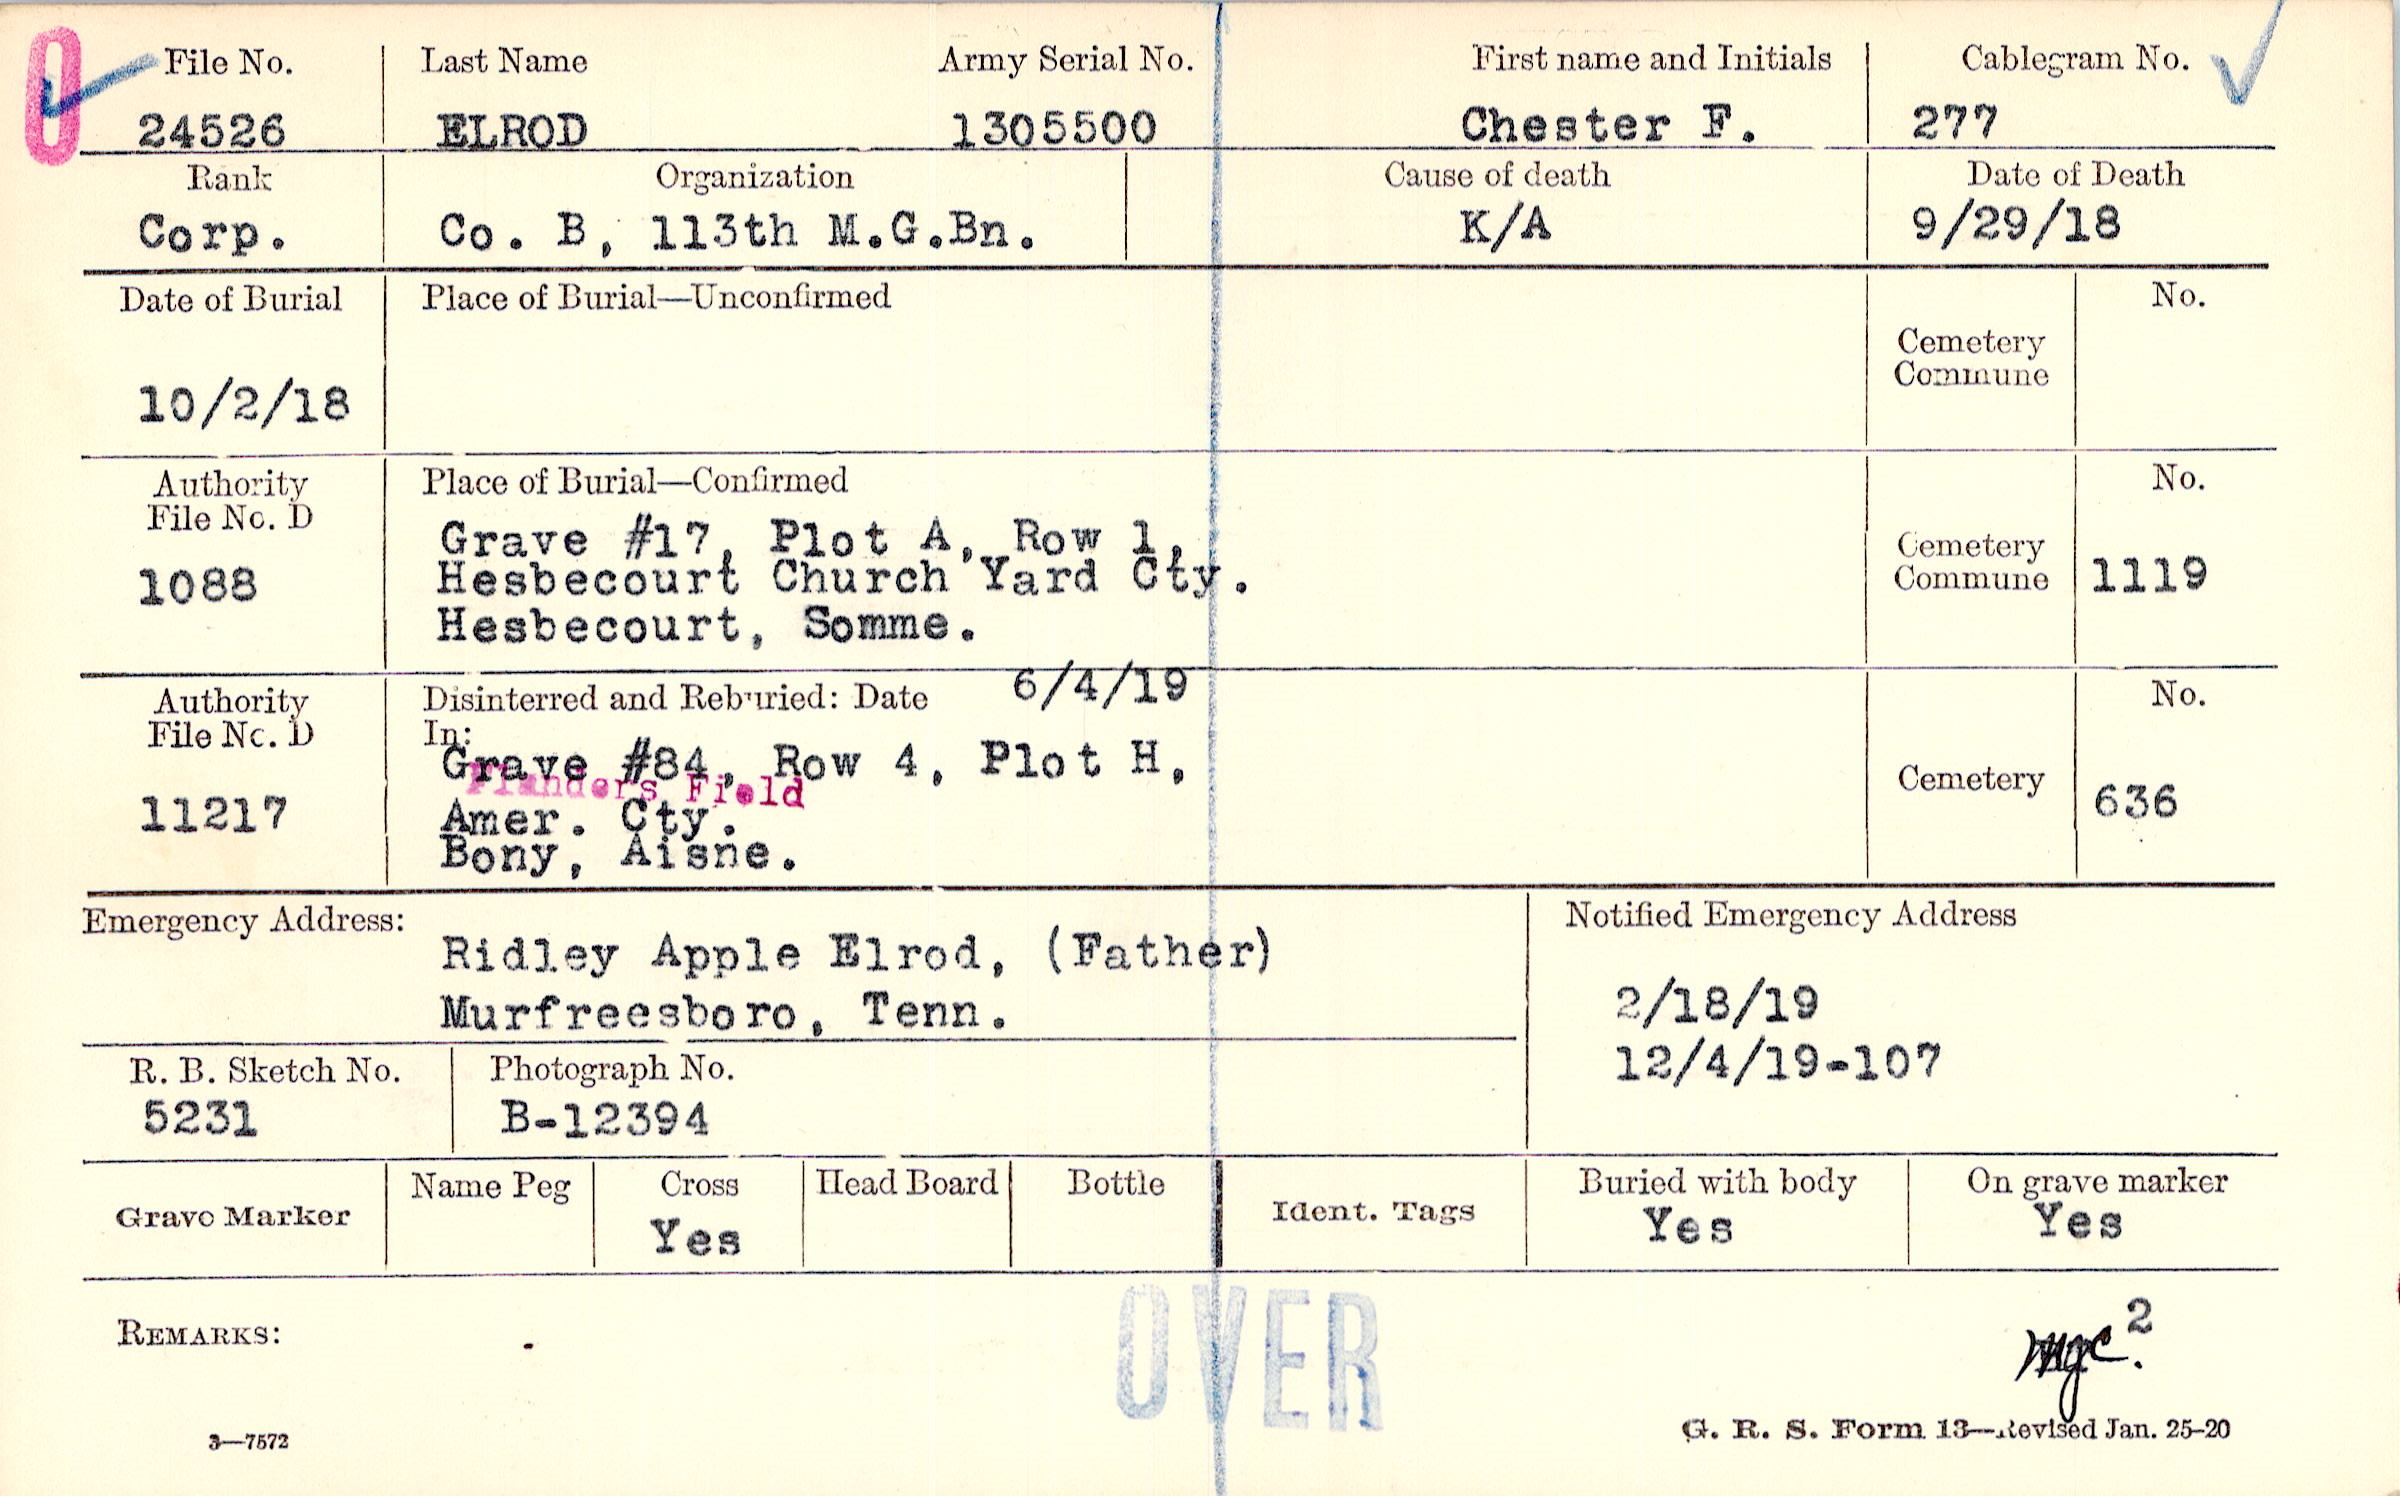 0
File No. Last Name Army Serial No. First name and Initials Cablegram No.
24526 ELROD 1305500 Chester F. 277
Rank Organization Cause of death Date of Death
Corp. Co. B, 113th M.G.Bn. K/A 9/29/18
Date of Burial Place of Burial—Unconfirmed No.
Cemetery
Commune
10/2/18
Authority Place of Burial—Confirmed No.
File No. D
Grave #17, Plot A, Row 1,
1088 Hesbecourt Church Yard Cty. Cemetery
Commune 1119
Hesbecourt, Somme.
Authority Disinterred and Reburied: Date 6/4/19 No.
File No. D In:
Grave #84, Row 4, Plot H,
Flanders Field
11217 Amer. Cty. Cemetery 636
Bony, Aisne.
Emergency Address: Notified Emergency Address
Ridley Apple Elrod, (Father)
Murfreesboro, Tenn. 2/18/19
12/4/19-107
R. B. Sketch No. Photograph No.
5231 B-12394
Grave Marker Name Peg Cross Head Board Bottle Ident. Tags Buried with body On grave marker
Yes Yes Yes
OVER
REMARKS: 2
mgc.
3—7572 G. R. S. Form 13—Revised Jan. 25-20